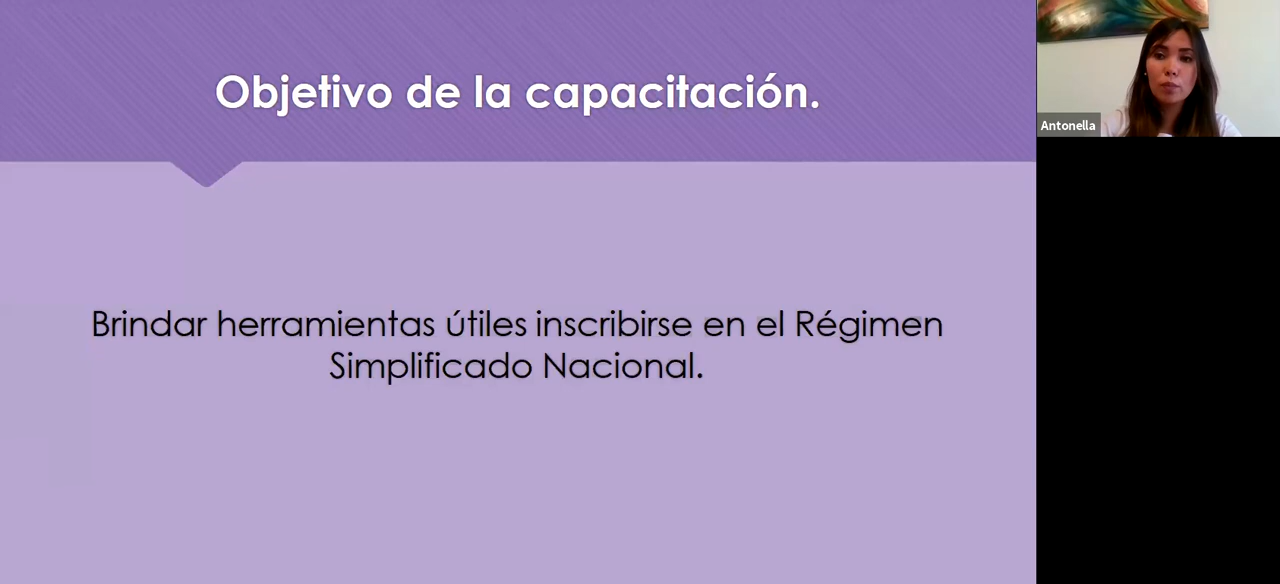 Objetivo de la capacitación.
Antonella
Brindar herramientas útiles inscribirse en el Régimen
Simplificado Nacional.